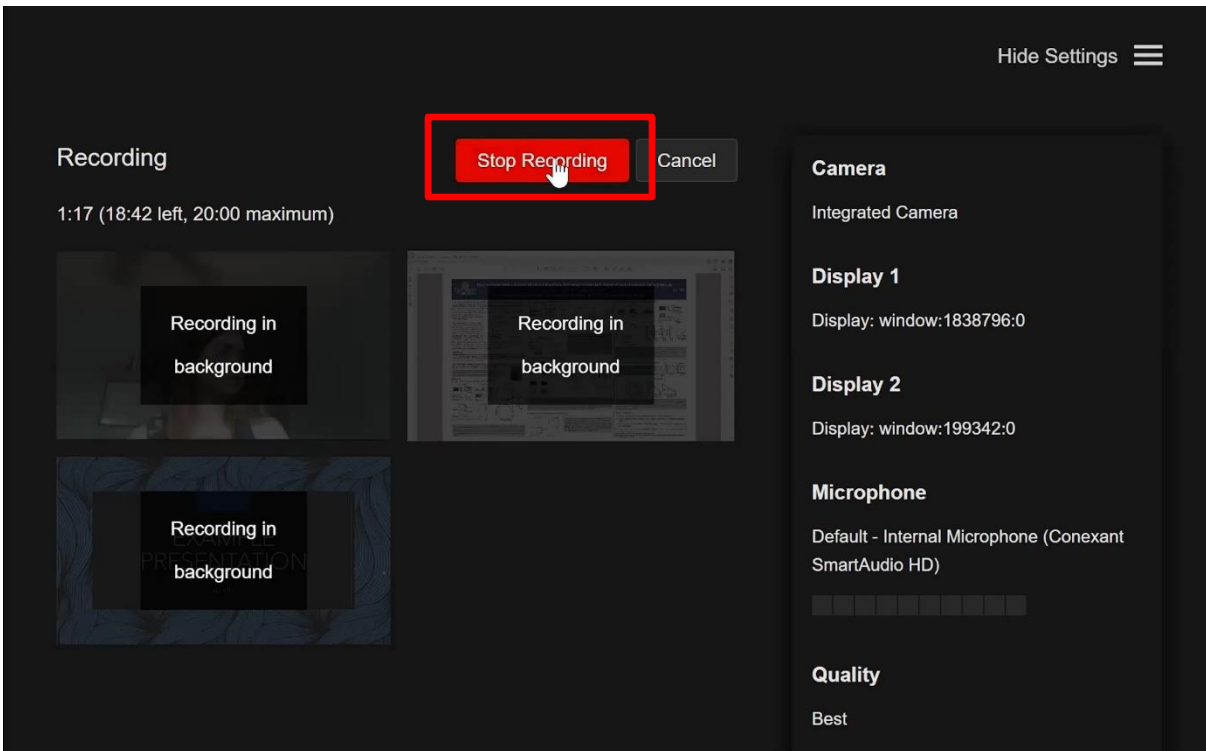 Hide Settings
Recording
Stop Recording
Cancel
1:17 (18:42 left, 20:00 maximum)
Recording in
background
Recording in
background
Recording in
background
EXAMPLE
PRESENTATION
Camera
Integrated Camera
Display 1
Display: window:1838796:0
Display 2
Display: window:199342:0
Microphone
Default - Internal Microphone (Conexant
SmartAudio HD)
Quality
Best